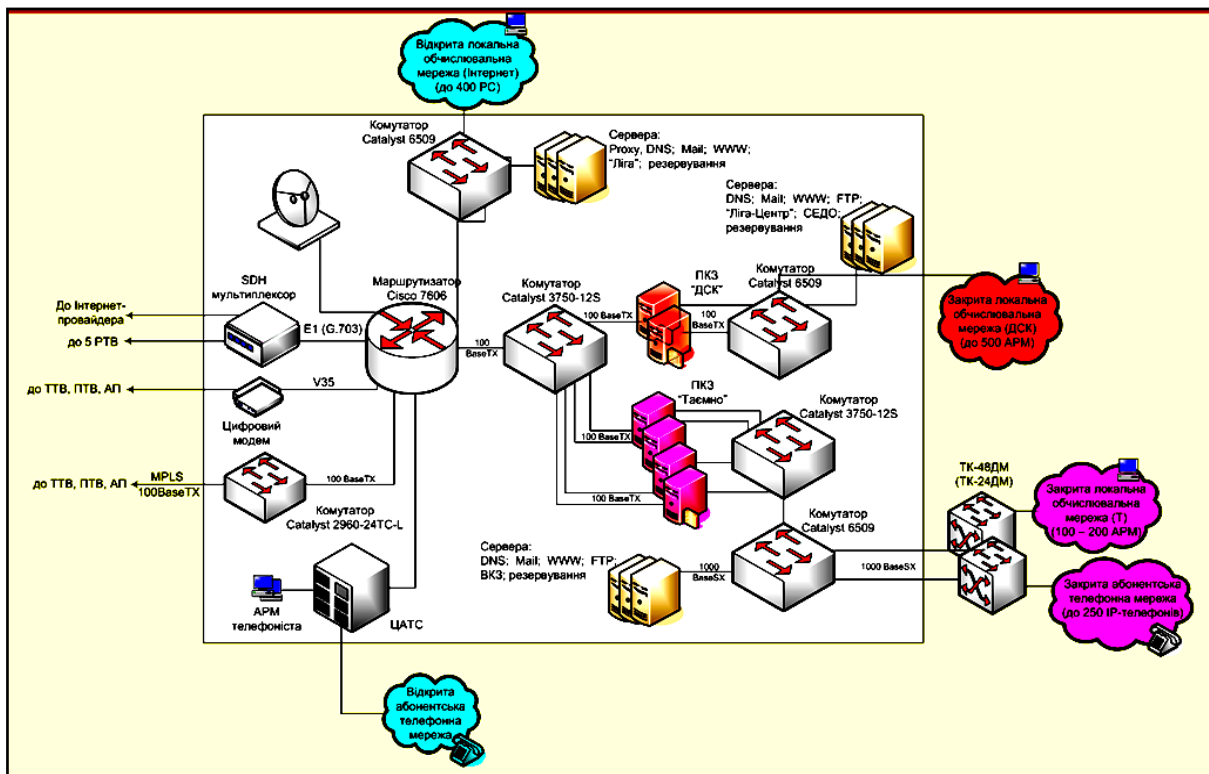 Відкрита локальна
обчислювальна
мережа (Інтернет)
(до 400 РС)
Комутатор
Catalyst 6509
Сервера:
Proxy, DNS; Mail; WWW;
"Ліга"; резервування
Сервера:
DNS; Mail; WWW; FTP;
"Ліга-Центр"; СЕДО;
резервування
SDH
мультиплексор
Маршрутизатор
Cisco 7606
Комутатор
Catalyst 3750-12S
ПКЗ
"ДСК"
Комутатор
Catalyst 6509
До Інтернет-
провайдера
E1 (G.703)
до 5 РТВ
100 BaseTX
100
BaseTX
100
BaseTX
Закрита локальна
обчислювальна
мережа (ДСК)
(до 500 АРМ)
до ТТВ, ПТВ, АП
V35
Цифровий
модем
ПКЗ
"Таємно"
Комутатор
Catalyst 3750-12S
100 BaseTX
100 BaseTX
до ТТВ, ПТВ, АП
MPLS
100BaseTX
100 BaseTX
Комутатор
Catalyst 2960-24TC-L
Комутатор
Catalyst 6509
ТК-48ДМ
(ТК-24ДМ)
Закрита локальна
обчислювальна
мережа (Т)
(100 – 200 АРМ)
Сервера:
DNS; Mail; WWW; FTP;
ВКЗ; резервування
1000
BaseSX
1000 BaseSX
Закрита абонентська
телефонна мережа
(до 250 IP-телефонів)
АРМ
телефоніста
ЦАТС
Відкрита
абонентська
телефонна
мережа